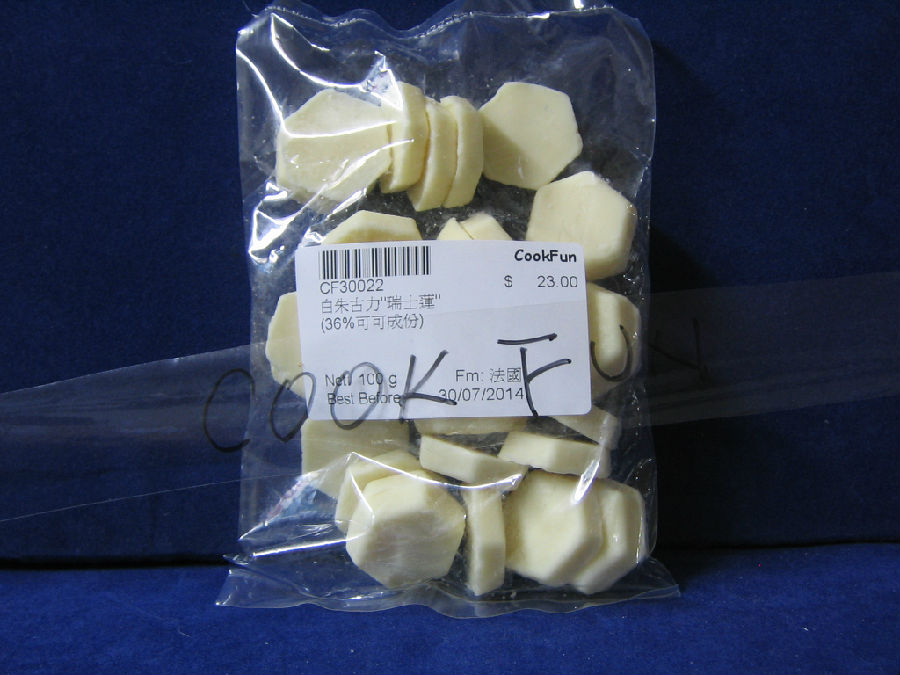 CookFun
CF30022
$ 23.00
白朱古力"瑞士蓮"
(36%可可成份)
Net: 100 g
Fm: 法國
Best Before
30/07/2014
COOK FUN